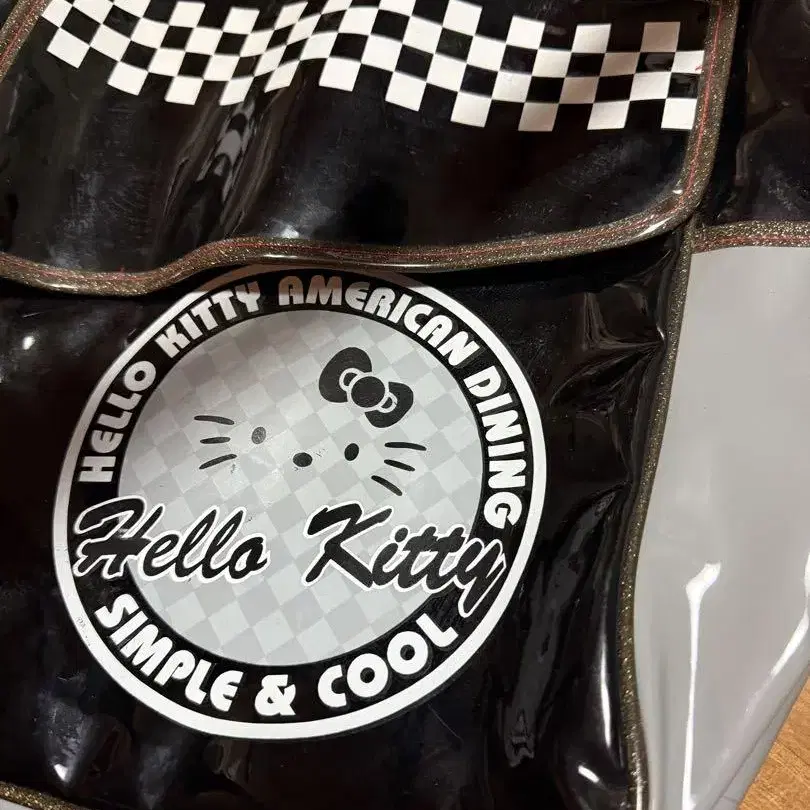 HELLO KITTY AMERICAN DINING
Hello Kitty
SIMPLE & COOL